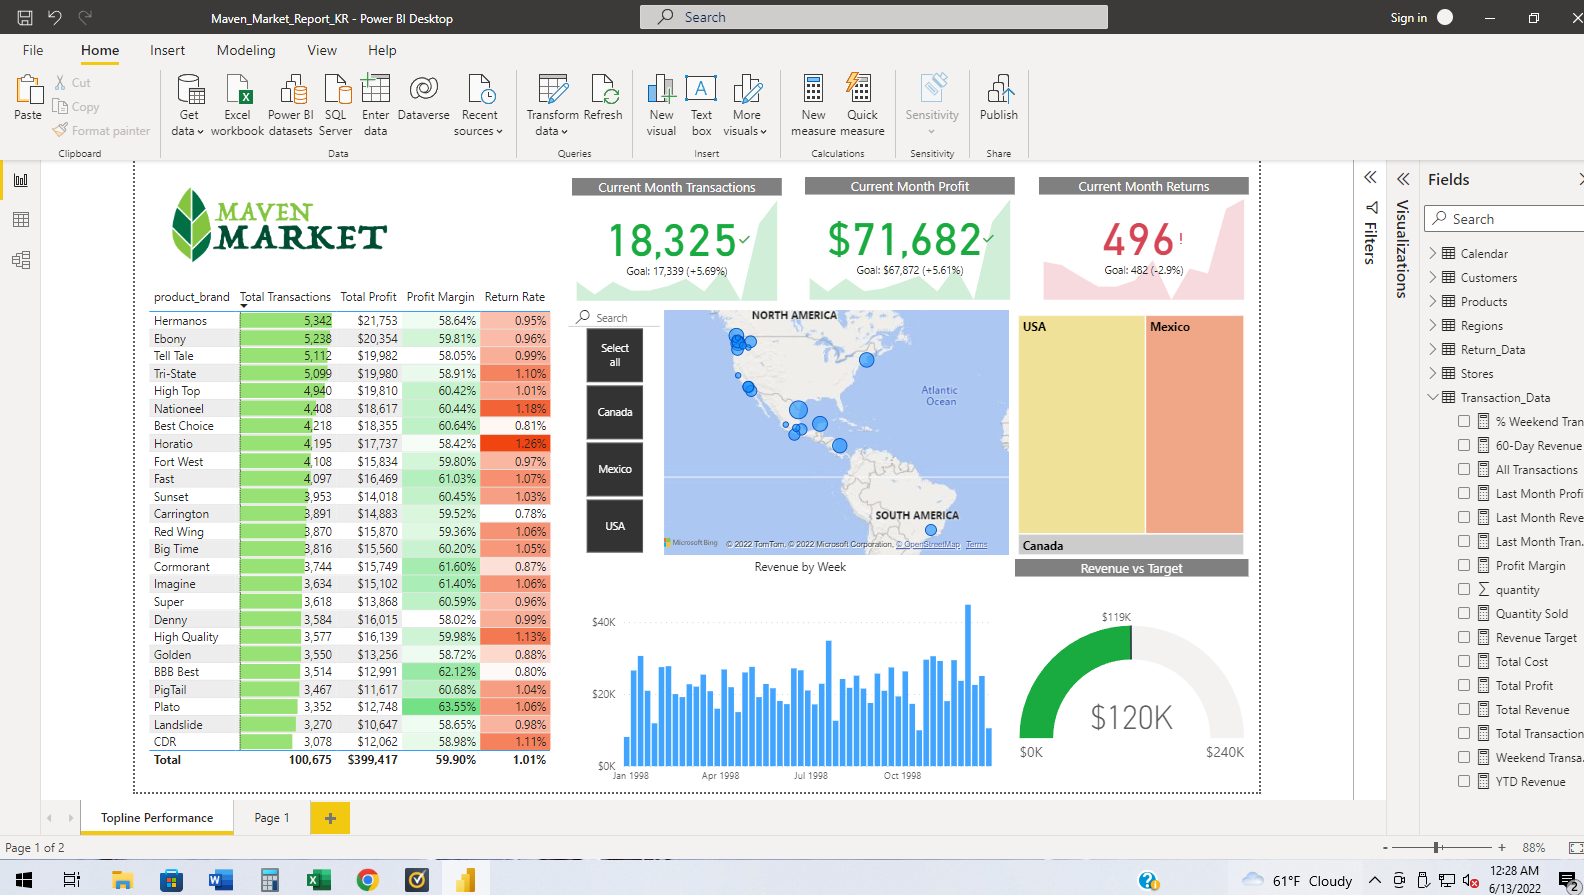 Maven_Market_Report_KR - Power BI Desktop
Search
Sign in
File Home Insert Modeling View Help
Paste
Cut
Copy
Format painter
Clipboard
Get data
Excel workbook
Power BI datasets
SQL Server
Enter data
Dataverse
Recent sources
Data
Transform data
Refresh
Queries
New visual
Text box
More visuals
Insert
New measure
Quick measure
Calculations
Sensitivity
Sensitivity
Publish
Share
MAVEN
MARKET
Current Month Transactions
18,325
Goal: 17,339 (+5.69%)
Current Month Profit
$71,682
Goal: $67,872 (+5.61%)
Current Month Returns
496!
Goal: 482 (-2.9%)
product_brand Total Transactions Total Profit Profit Margin Return Rate
Hermanos 5,342 $21,753 58.64% 0.95%
Ebony 5,238 $20,354 59.81% 0.96%
Tell Tale 5,112 $19,982 58.05% 0.99%
Tri-State 5,099 $19,980 58.91% 1.10%
High Top 4,940 $19,810 60.42% 1.01%
Nationeel 4,408 $18,617 60.44% 1.18%
Best Choice 4,218 $18,355 60.64% 0.81%
Horatio 4,195 $17,737 58.42% 1.26%
Fort West 4,108 $15,834 59.80% 0.97%
Fast 4,097 $16,469 61.03% 1.07%
Sunset 3,953 $14,018 60.45% 1.03%
Carrington 3,891 $14,883 59.52% 0.78%
Red Wing 3,870 $15,870 59.36% 1.06%
Big Time 3,816 $15,560 60.20% 1.05%
Cormorant 3,744 $15,749 61.60% 0.87%
Imagine 3,634 $15,102 61.40% 1.06%
Super 3,618 $13,868 60.59% 0.96%
Denny 3,584 $16,015 58.02% 0.99%
High Quality 3,577 $16,139 59.98% 1.13%
Golden 3,550 $13,256 58.72% 0.88%
BBB Best 3,514 $12,991 62.12% 0.80%
PigTail 3,467 $11,617 60.68% 1.04%
Plato 3,352 $12,748 63.55% 1.06%
Landslide 3,270 $10,647 58.65% 0.98%
CDR 3,078 $12,062 58.98% 1.11%
Total 100,675 $399,417 59.90% 1.01%
Search
Select all
Canada
Mexico
USA
NORTH AMERICA
Atlantic
Ocean
SOUTH AMERICA
Microsoft Bing © 2022 TomTom, © 2022 Microsoft Corporation, © OpenStreetMap Terms
USA
Mexico
Canada
Revenue by Week
$40K
$20K
$0K
Jan 1998 Apr 1998 Jul 1998 Oct 1998
Revenue vs Target
$119K
$120K
$0K $240K
Filters
Visualizations
Fields
Search
Calendar
Customers
Products
Regions
Return_Data
Stores
Transaction_Data
% Weekend Tran
60-Day Revenue
All Transactions
Last Month Profi
Last Month Reve
Last Month Tran.
Profit Margin
quantity
Quantity Sold
Revenue Target
Total Cost
Total Profit
Total Revenue
Total Transaction
Weekend Transa.
YTD Revenue
Topline Performance Page 1 +
Page 1 of 2
- + 88%
61°F Cloudy
12:28 AM
6/13/2022
2